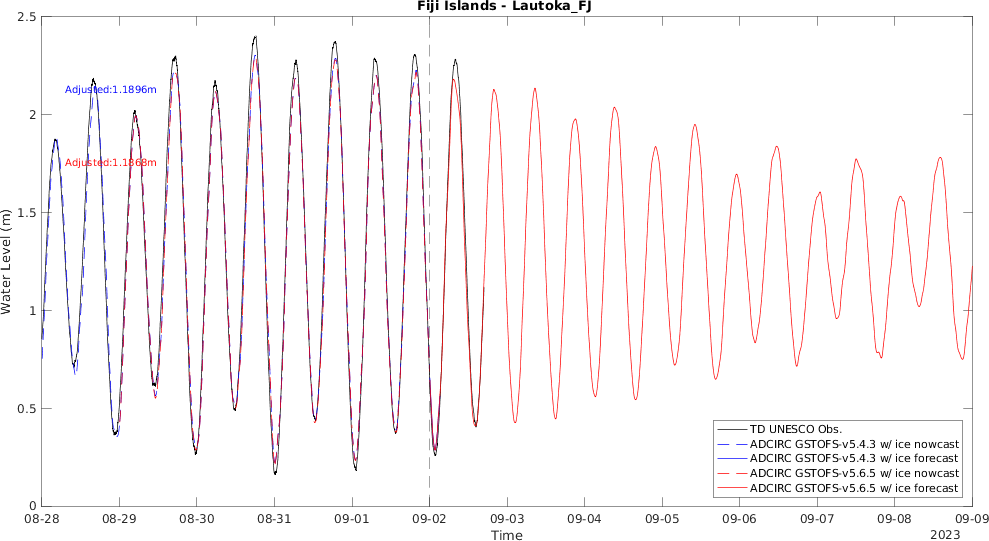 Fiji Islands - Lautoka_FJ
2.5
2
1.5
1
0.5
0
Water Level (m)
Adjusted:1.1896m
Adjusted:1.1868m
TD UNESCO Obs.
ADCIRC GSTOFS-v5.4.3 w/ ice nowcast
ADCIRC GSTOFS-v5.4.3 w/ ice forecast
ADCIRC GSTOFS-v5.6.5 w/ ice nowcast
ADCIRC GSTOFS-v5.6.5 w/ ice forecast
08-28 08-29 08-30 08-31 09-01 09-02 09-03 09-04 09-05 09-06 09-07 09-08 09-09
Time
2023